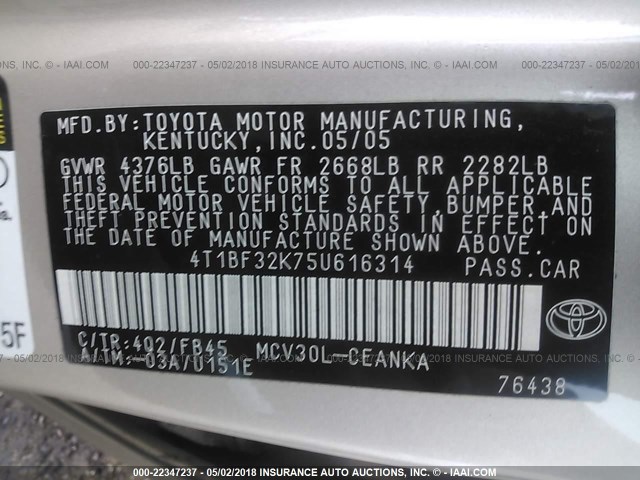 000-22347237 - 05/02/2018 INSURANCE AUTO AUCTIONS, INC. - IAAI.COM
MFD.BY:TOYOTA MOTOR MANUFACTURING,
KENTUCKY,INC.05/05
GVWR 4376LB GAWR FR 2668LB RR 2282LB
THIS VEHICLE CONFORMS TO ALL APPLICABLE
FEDERAL MOTOR VEHICLE SAFETY,BUMPER,AND
THEFT PREVENTION STANDARDS IN EFFECT ON
THE DATE OF MANUFACTURE SHOWN ABOVE.
4T1BF32K75U616314 PASS.CAR
C/TR:4Q2/FB45 MCV30L-CEANKA
A/TM:-03A/U151E
76438
5F
000-22347237 - 05/02/2018 INSURANCE AUTO AUCTIONS, INC. - IAAI.COM